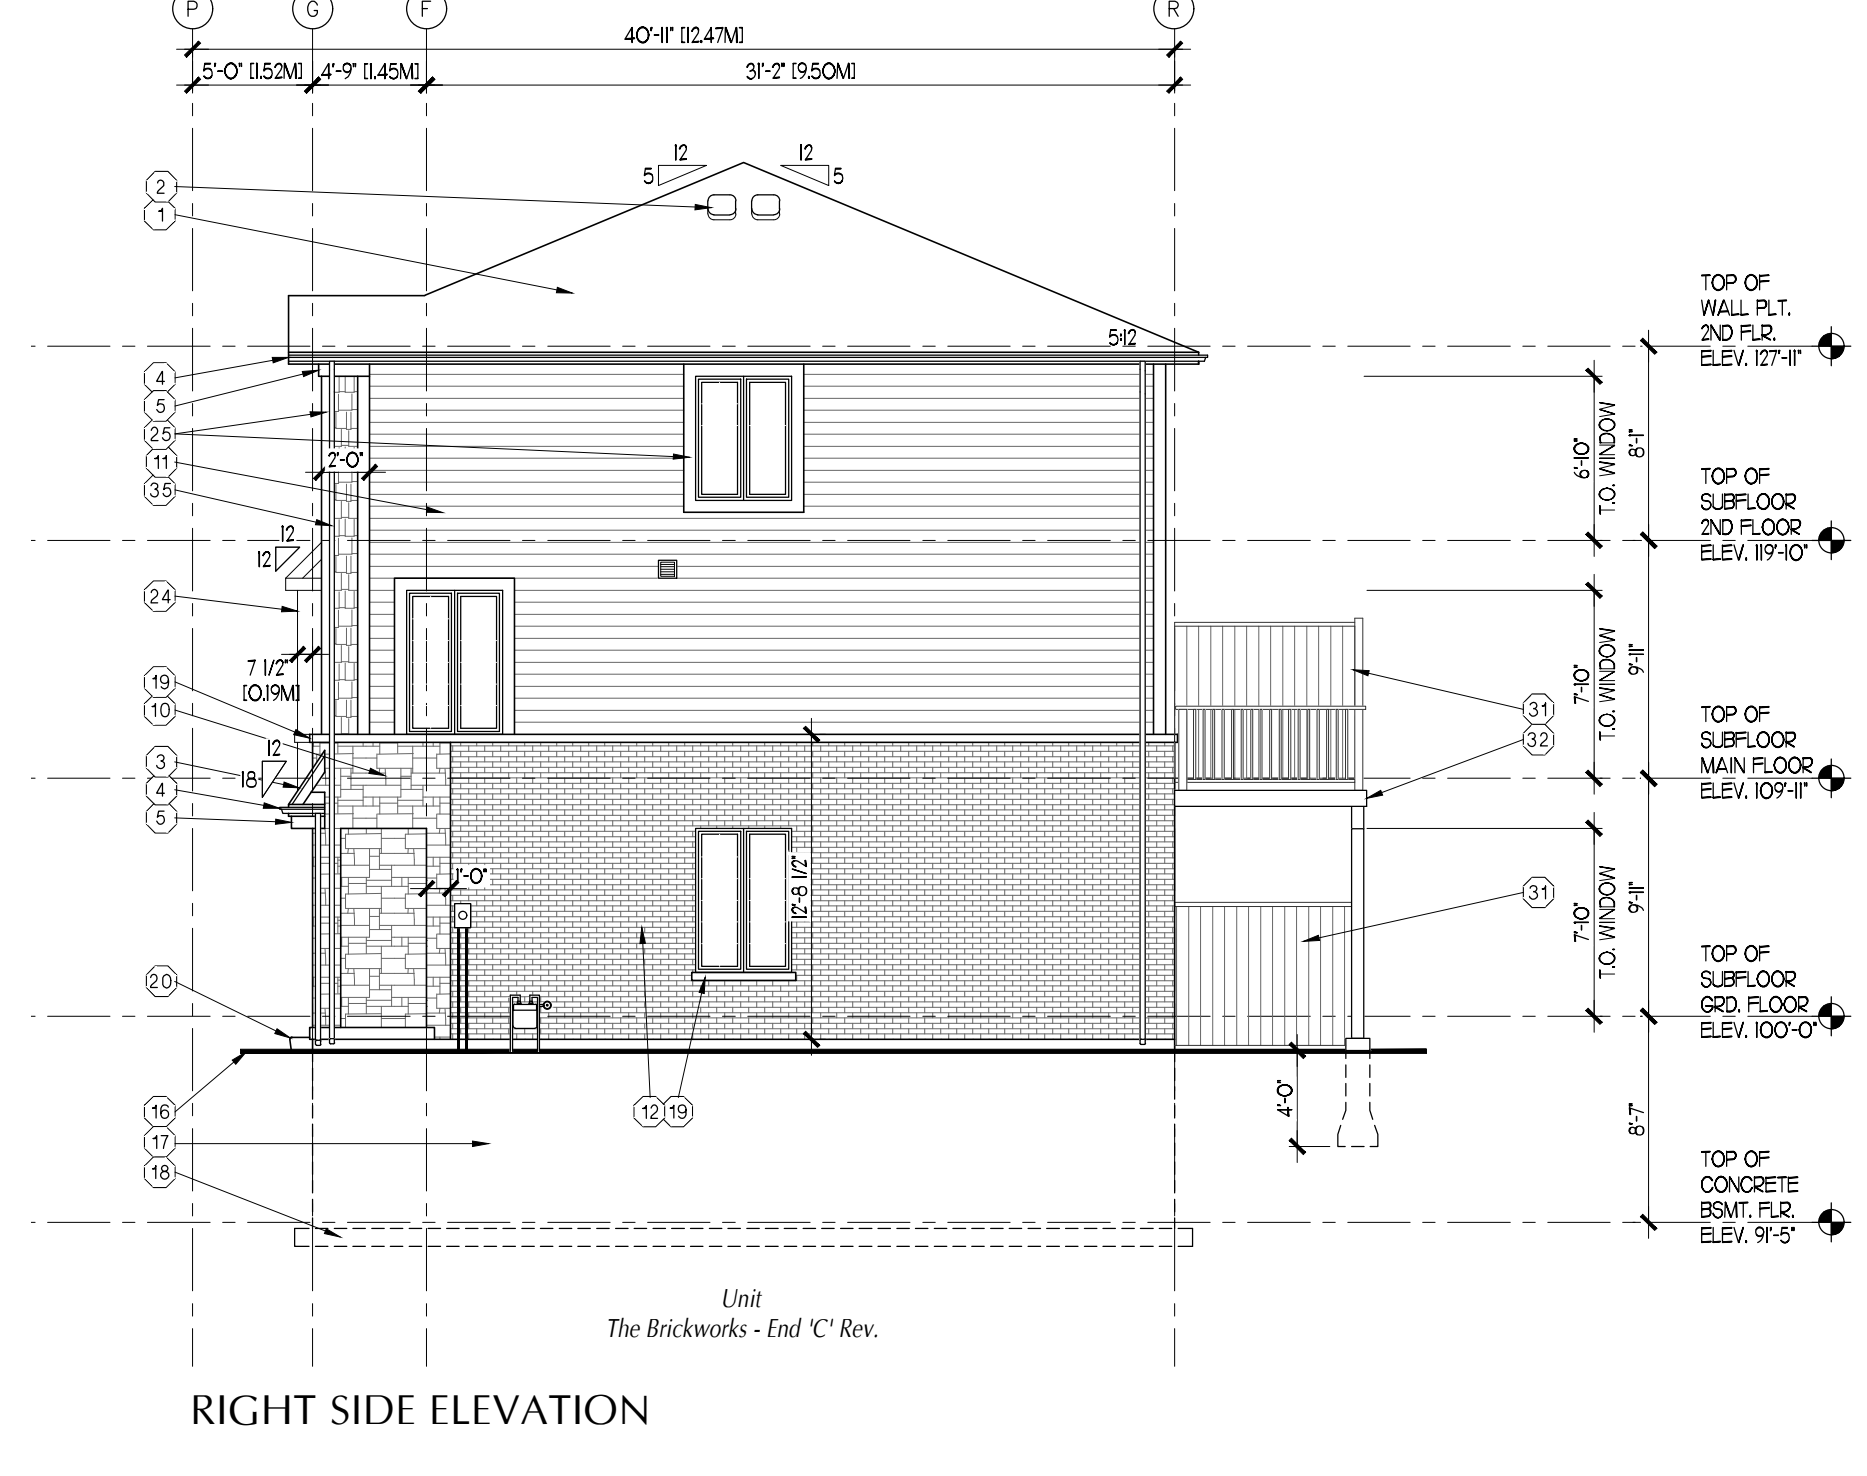 P G F R
40'-11" [12.47M]
5'-0" [1.52M] 4'-9" [1.45M] 31'-2" [9.50M]
12 12
5 5
2
1
5:12
4
5
25
11
35
2'-0"
12
12
24
7 1/2"
[0.19M]
19
10
12
18
3
4
5
1'-0"
12'-8 1/2"
20
16
17
18
12 19
31
32
31
4'-0"
6'-10"
T.O. WINDOW
8'-1"
7'-10"
T.O. WINDOW
9'-11"
7'-10"
T.O. WINDOW
9'-11"
8'-7"
TOP OF
WALL PLT.
2ND FLR.
ELEV. 127'-11"
TOP OF
SUBFLOOR
2ND FLOOR
ELEV. 119'-10"
TOP OF
SUBFLOOR
MAIN FLOOR
ELEV. 109'-11"
TOP OF
SUBFLOOR
GRD. FLOOR
ELEV. 100'-0"
TOP OF
CONCRETE
BSMT. FLR.
ELEV. 91'-5"
Unit
The Brickworks - End 'C' Rev.
RIGHT SIDE ELEVATION